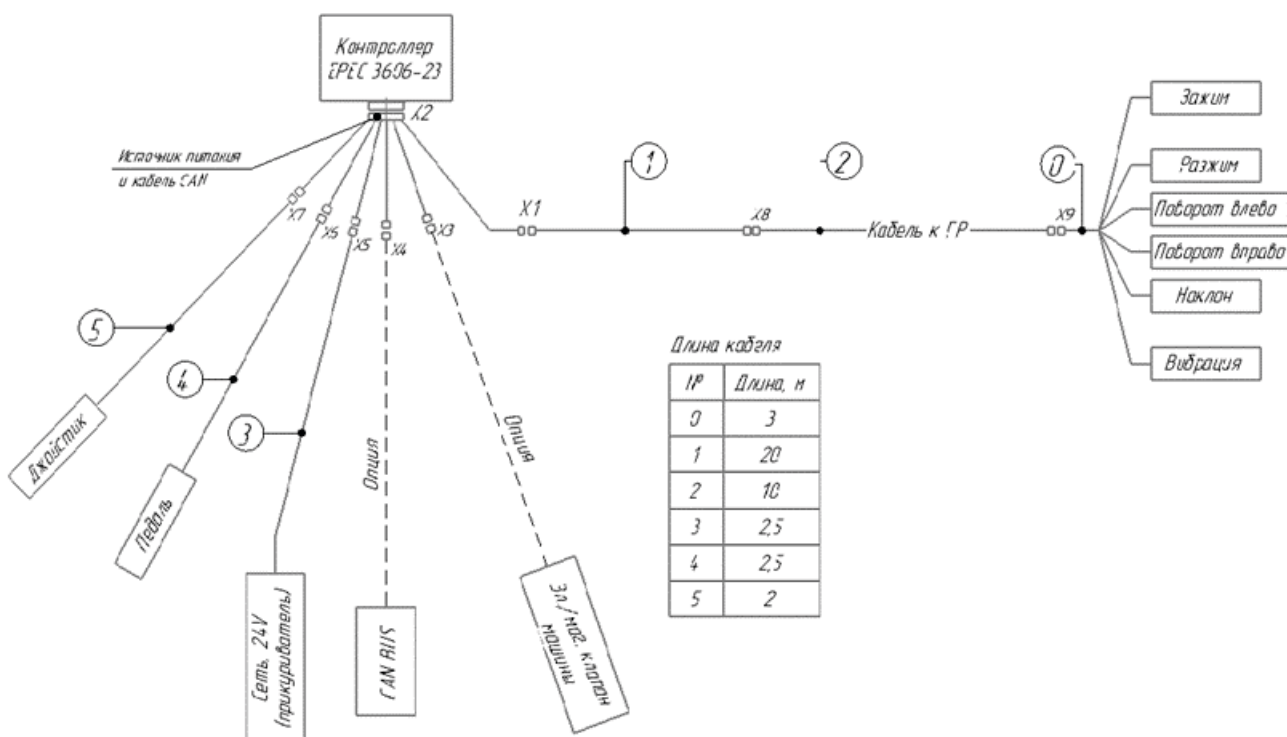 Контроллер
EPEC 3606-23
X2
Источник питания
и кабель CAN
X7
X6
X5
X4
X3
X1
1
X8
2
Кабель к ГР
0
X9
Зажим
Разжим
Поворот влево
Поворот вправо
Наклон
Вибрация
5
4
3
Джойстик
Педаль
Сеть, 24V
(прикуриватель)
Опция
CAN BUS
Опция
Эл/маг. клапан
машины
Длина кабеля
№ Длина, м
0 3
1 20
2 10
3 2,5
4 2,5
5 2